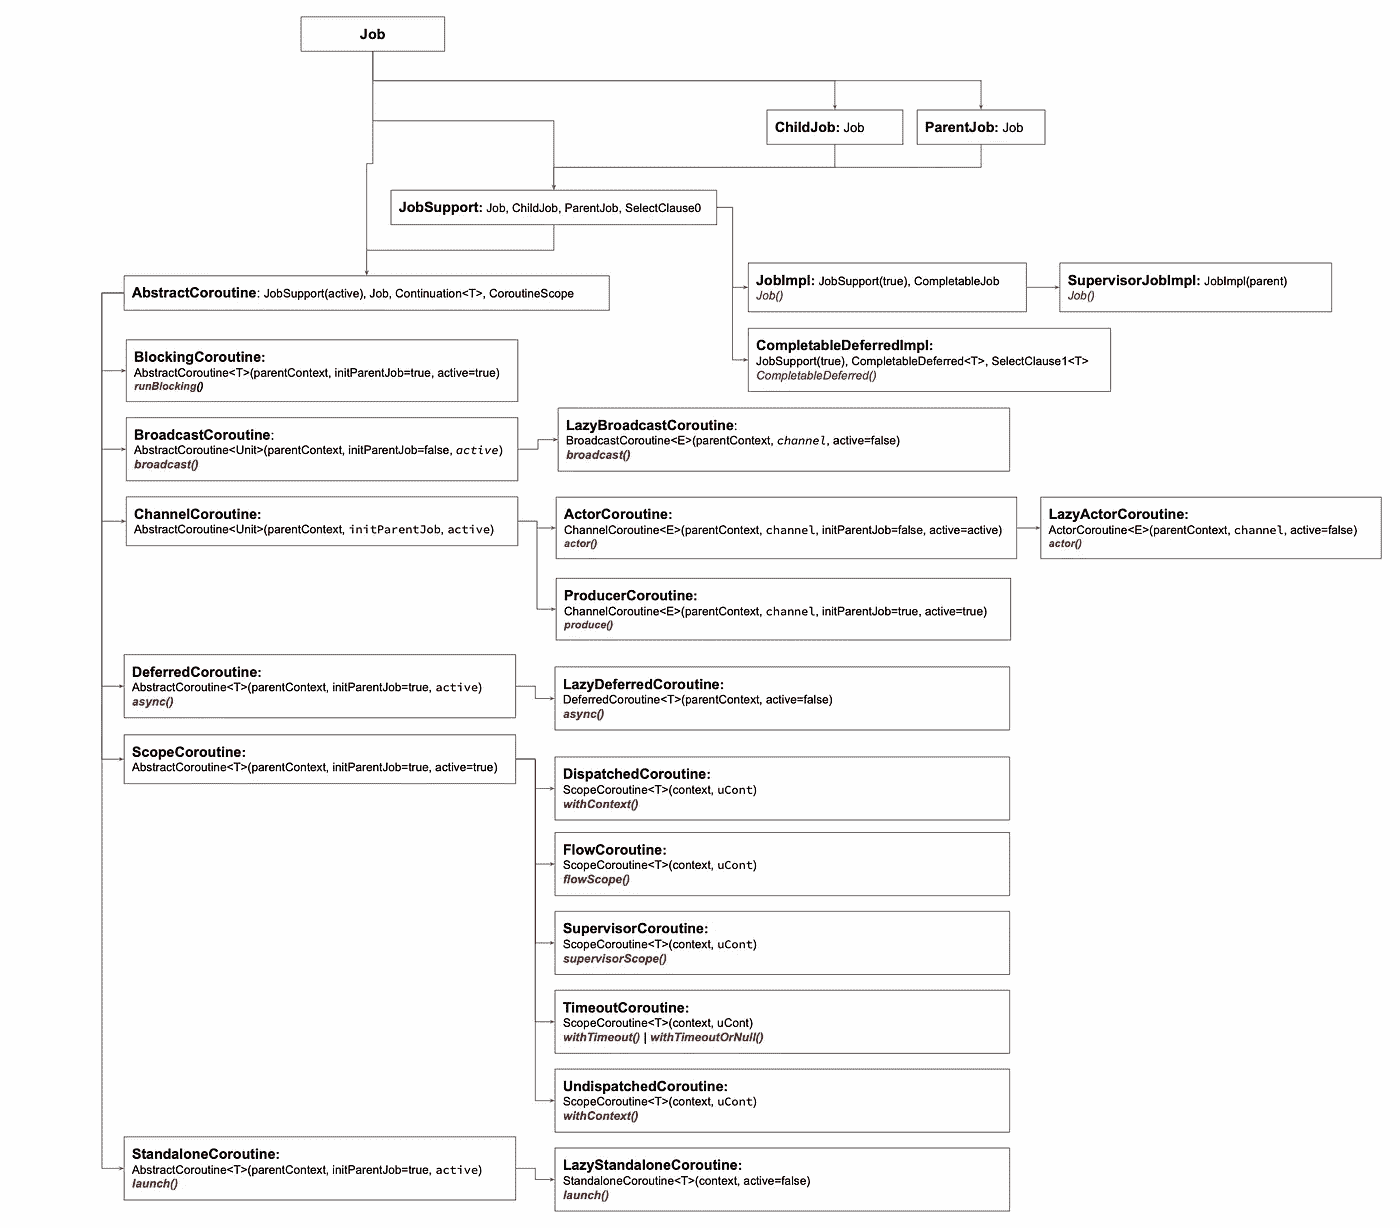 Job
ChildJob: Job
ParentJob: Job
JobSupport: Job, ChildJob, ParentJob, SelectClause0
JobImpl: JobSupport(true), CompletableJob
Job()
SupervisorJobImpl: JobImpl(parent)
Job()
AbstractCoroutine: JobSupport(active), Job, Continuation<T>, CoroutineScope
CompletableDeferredImpl:
JobSupport(true), CompletableDeferred<T>, SelectClause1<T>
CompletableDeferred()
BlockingCoroutine:
AbstractCoroutine<T>(parentContext, initParentJob=true, active=true)
runBlocking()
BroadcastCoroutine:
AbstractCoroutine<Unit>(parentContext, initParentJob=false, active)
broadcast()
LazyBroadcastCoroutine:
BroadcastCoroutine<E>(parentContext, channel, active=false)
broadcast()
ChannelCoroutine:
AbstractCoroutine<Unit>(parentContext, initParentJob, active)
ActorCoroutine:
ChannelCoroutine<E>(parentContext, channel, initParentJob=false, active=active)
actor()
LazyActorCoroutine:
ActorCoroutine<E>(parentContext, channel, active=false)
actor()
ProducerCoroutine:
ChannelCoroutine<E>(parentContext, channel, initParentJob=true, active=true)
produce()
DeferredCoroutine:
AbstractCoroutine<T>(parentContext, initParentJob=true, active)
async()
LazyDeferredCoroutine:
DeferredCoroutine<T>(parentContext, active=false)
async()
ScopeCoroutine:
AbstractCoroutine<T>(parentContext, initParentJob=true, active=true)
DispatchedCoroutine:
ScopeCoroutine<T>(context, uCont)
withContext()
FlowCoroutine:
ScopeCoroutine<T>(context, uCont)
flowScope()
SupervisorCoroutine:
ScopeCoroutine<T>(context, uCont)
supervisorScope()
TimeoutCoroutine:
ScopeCoroutine<T>(context, uCont)
withTimeout() | withTimeoutOrNull()
UndispatchedCoroutine:
ScopeCoroutine<T>(context, uCont)
withContext()
StandaloneCoroutine:
AbstractCoroutine<T>(parentContext, initParentJob=true, active)
launch()
LazyStandaloneCoroutine:
StandaloneCoroutine<T>(context, active=false)
launch()